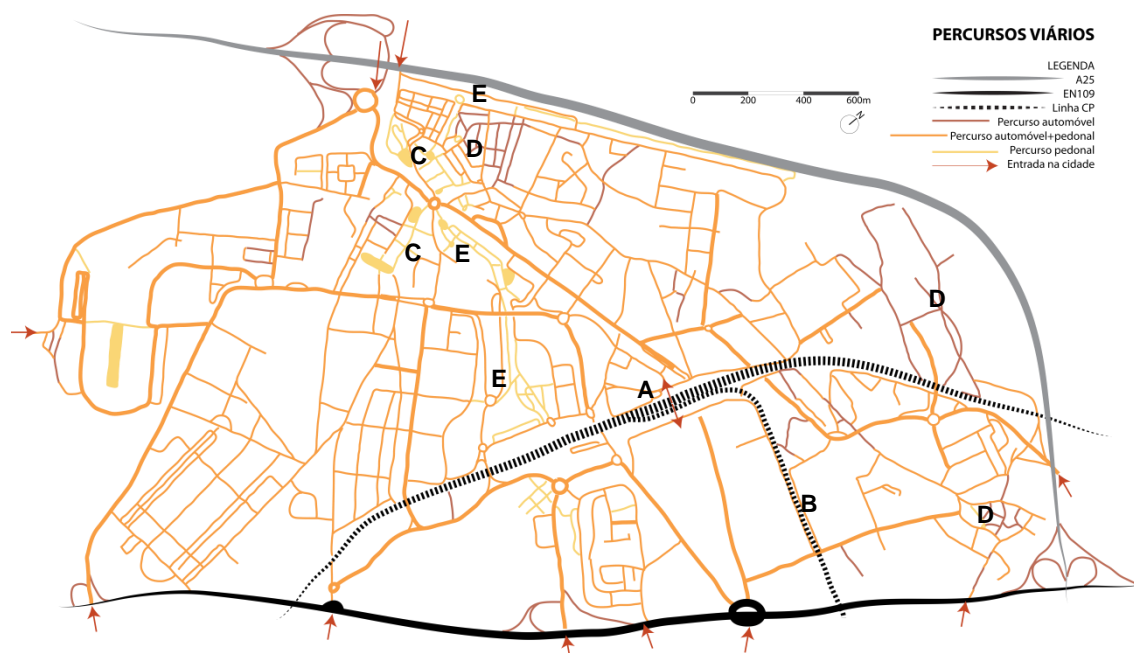 PERCURSOS VIÁRIOS
LEGENDA
A25
EN109
Linha CP
Percurso automóvel
Percurso automóvel+pedonal
Percurso pedonal
Entrada na cidade
0 200 400 600m
N
E
C
D
C
E
D
E
A
B
D